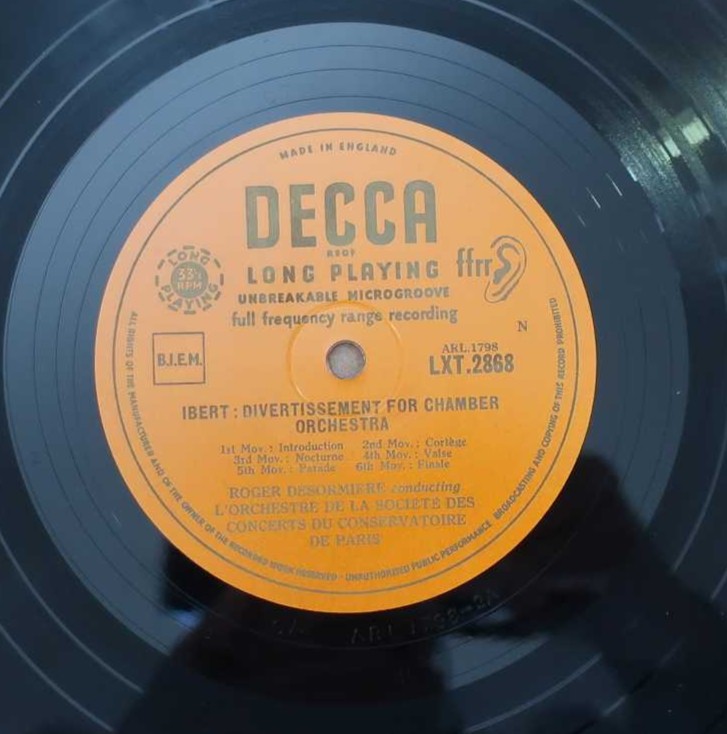 MADE IN ENGLAND
DECCA
REGD
LONG PLAYING
ffrr
UNBREAKABLE MICROGROOVE
full frequency range recording
LONG
33⅓
RPM
PLAYING
B.I.E.M.
N
ARL.1798
LXT.2868
IBERT : DIVERTISSEMENT FOR CHAMBER
ORCHESTRA
1st Mov. : Introduction 2nd Mov. : Cortège
3rd Mov. : Nocturne 4th Mov. : Valse
5th Mov. : Parade 6th Mov. : Finale
ROGER DESORMIERE conducting
L'ORCHESTRE DE LA SOCIETE DES
CONCERTS DU CONSERVATOIRE
DE PARIS
ALL RIGHTS OF THE MANUFACTURER AND OF THE OWNER OF THE RECORDED WORK RESERVED · UNAUTHORIZED PUBLIC PERFORMANCE BROADCASTING AND COPYING OF THIS RECORD PROHIBITED